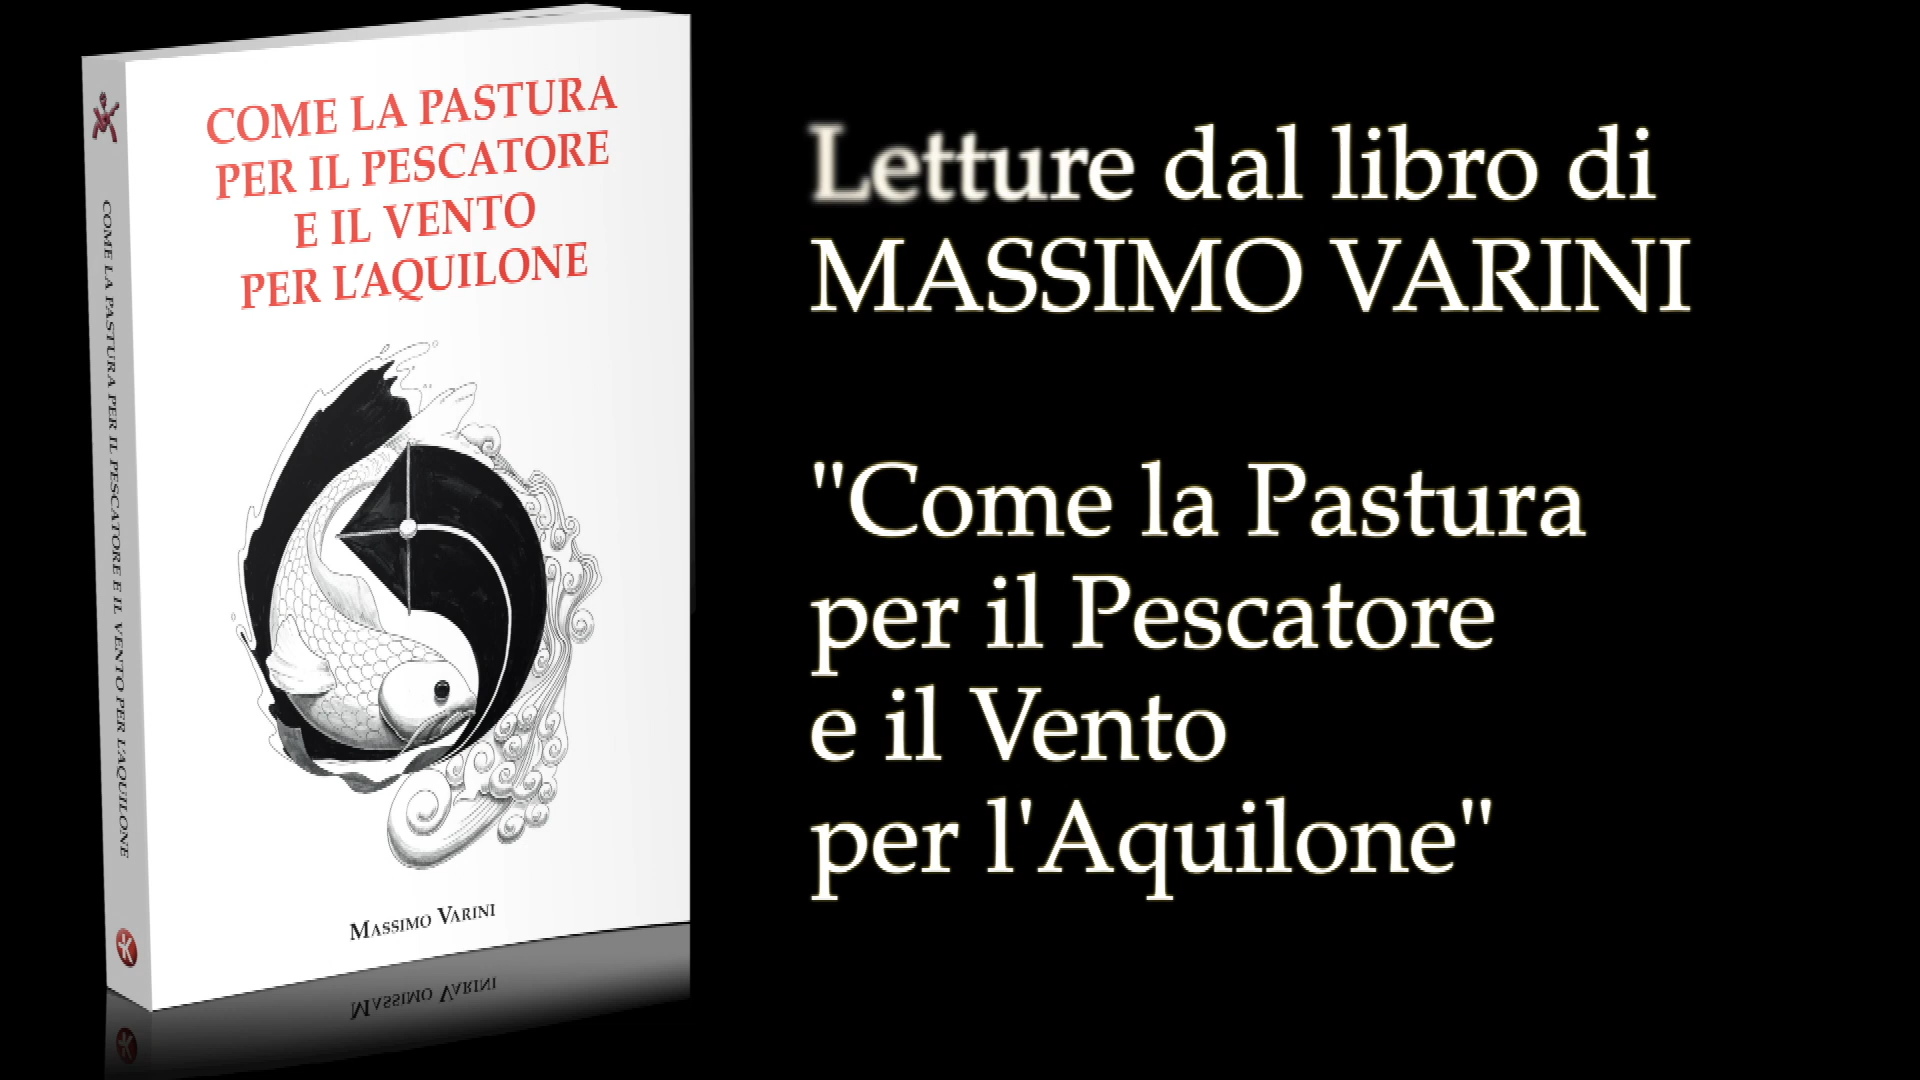 COME LA PASTURA
PER IL PESCATORE
E IL VENTO
PER L'AQUILONE
MASSIMO VARINI
COME LA PASTURA PER IL PESCATORE E IL VENTO PER L'AQUILONE
K
MASSIMO VARINI
Letture dal libro di
MASSIMO VARINI
"Come la Pastura
per il Pescatore
e il Vento
per l'Aquilone"